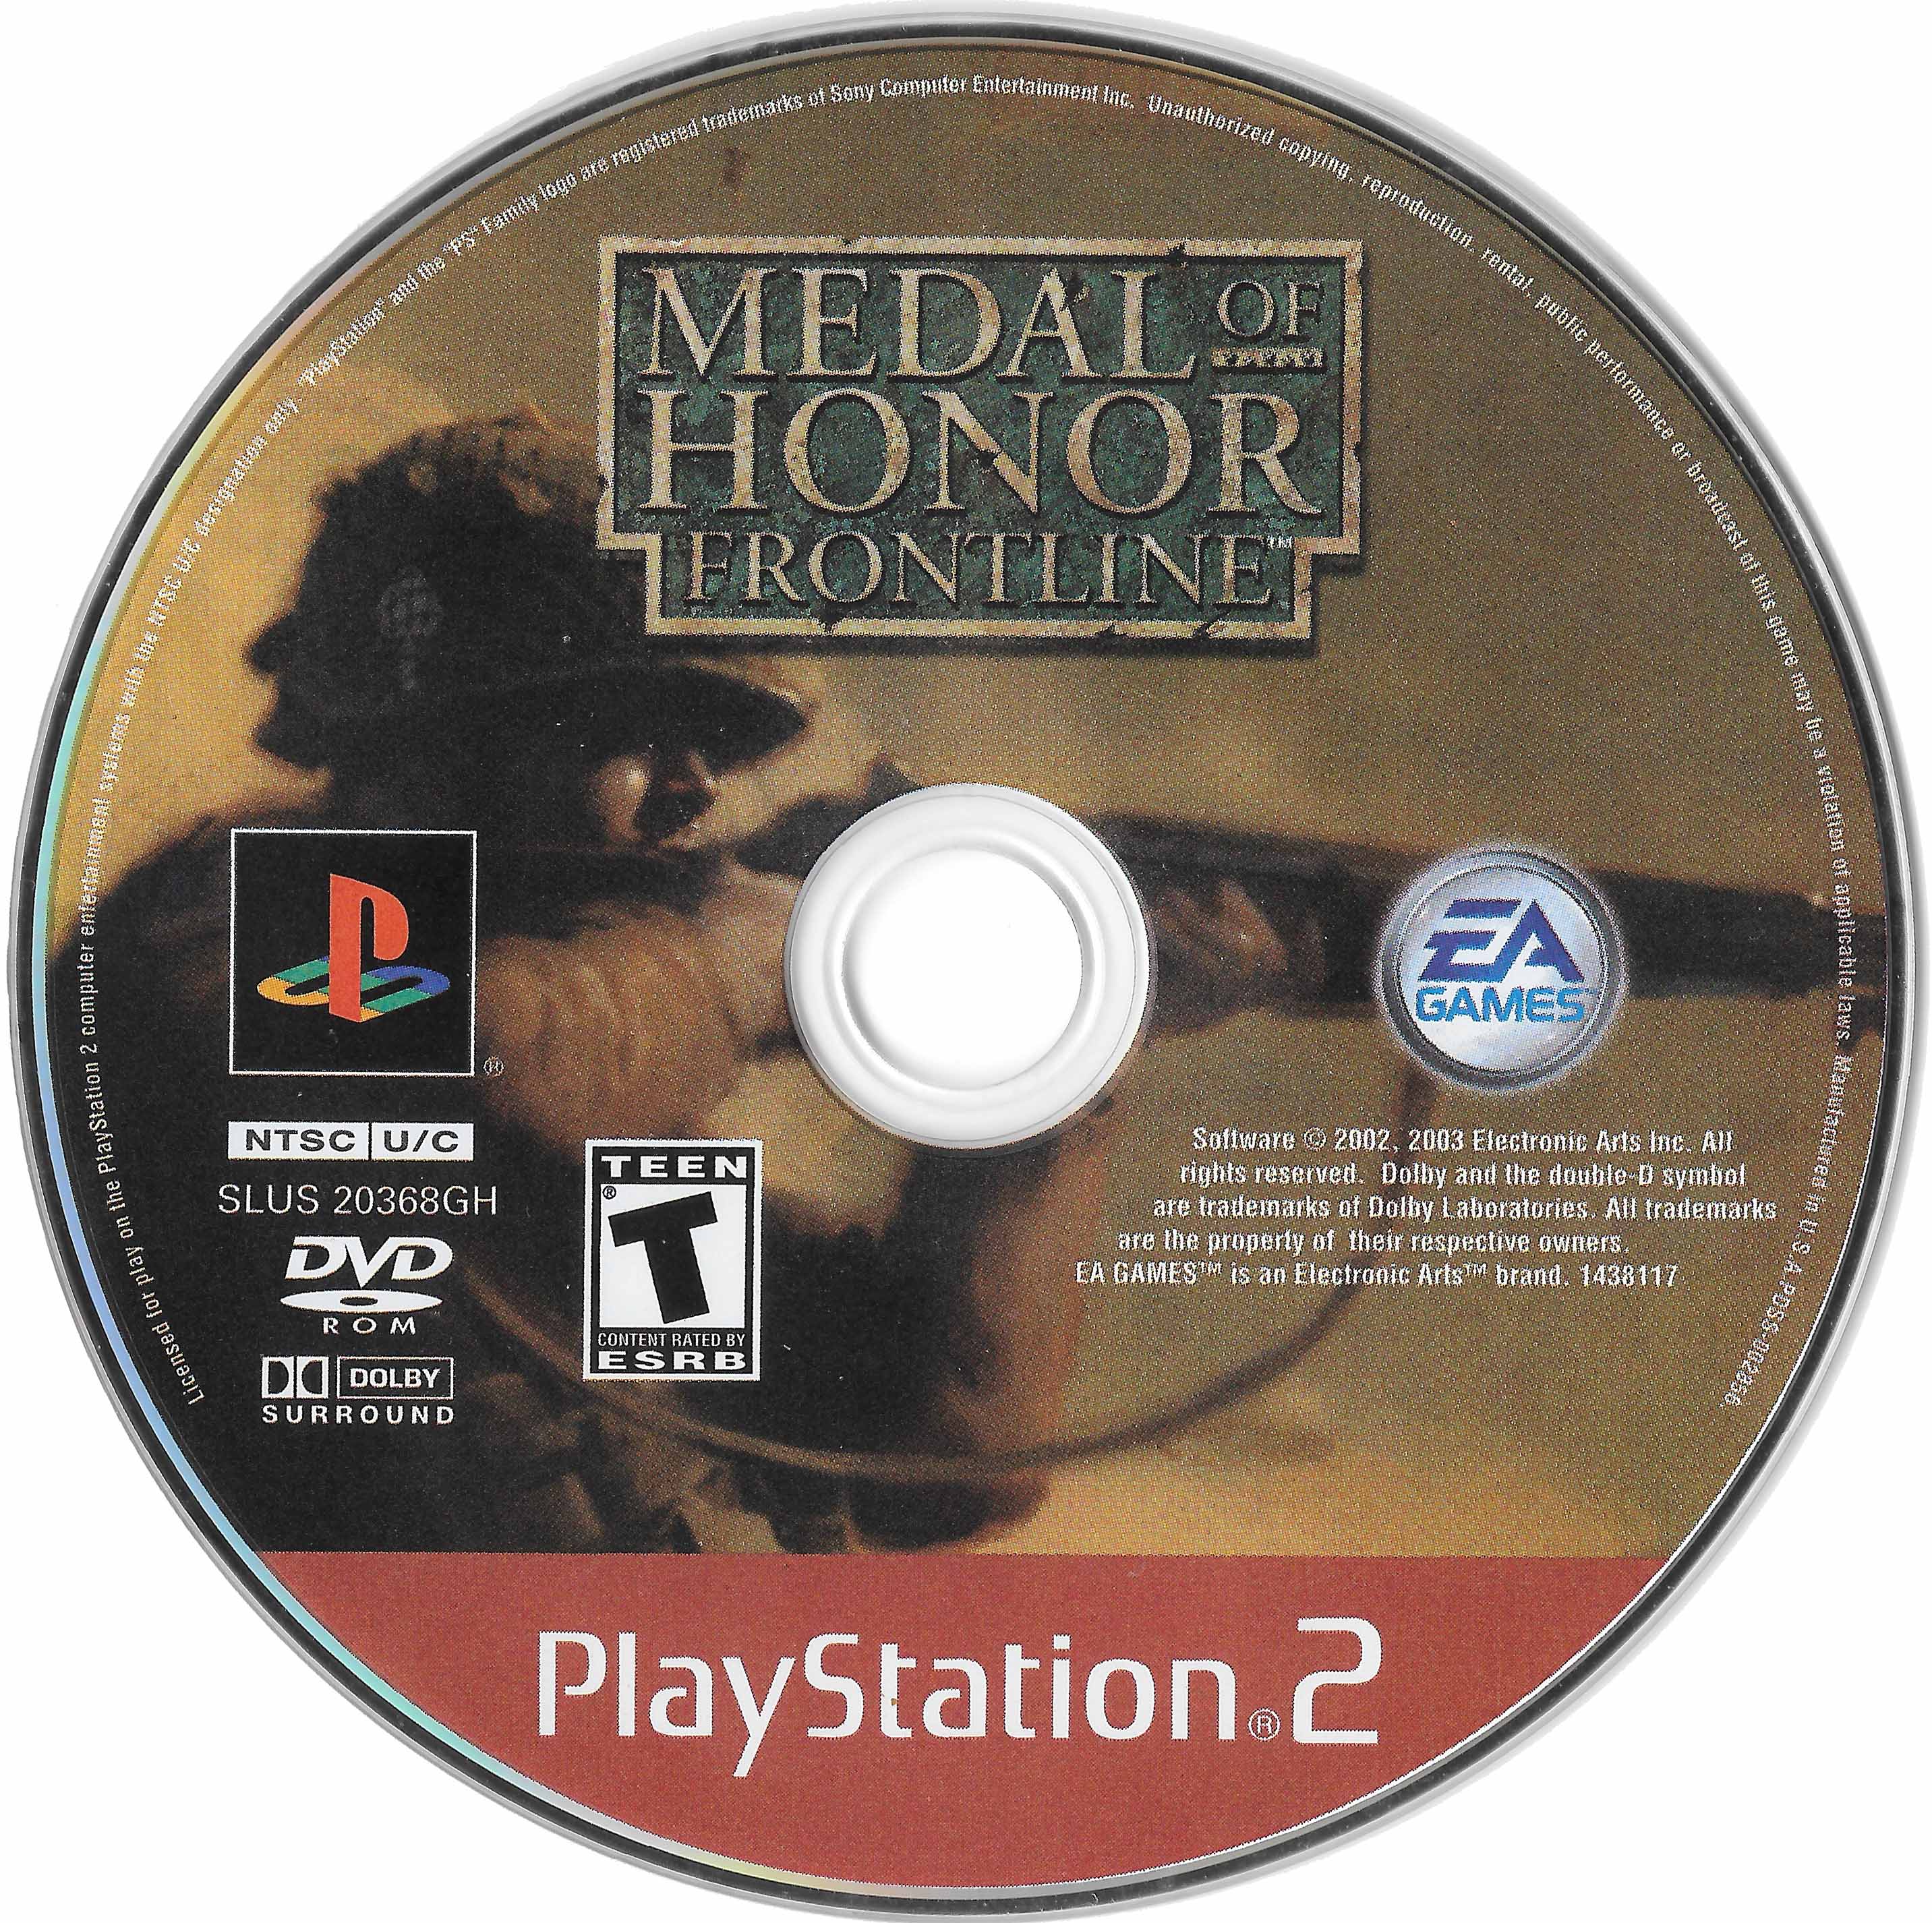 Licensed for play on the PlayStation 2 computer entertainment systems with the NTSC U/C designation only "PlayStation" and the "PS" Family logo are registered trademarks of Sony Computer Entertainment Inc. Unauthorized copying, reproduction, rental, public performance or broadcast of this game may be a violation of applicable laws. Manufactured in U.S.A.
MEDAL OF
HONOR
FRONTLINE™
®
EA
GAMES
NTSC U/C
SLUS 20368GH
DVD
ROM
DOLBY
SURROUND
TEEN
®
T
CONTENT RATED BY
ESRB
Software © 2002, 2003 Electronic Arts Inc. All
rights reserved. Dolby and the double-D symbol
are trademarks of Dolby Laboratories. All trademarks
are the property of their respective owners.
EA GAMES™ is an Electronic Arts™ brand. 1438117
PlayStation®2